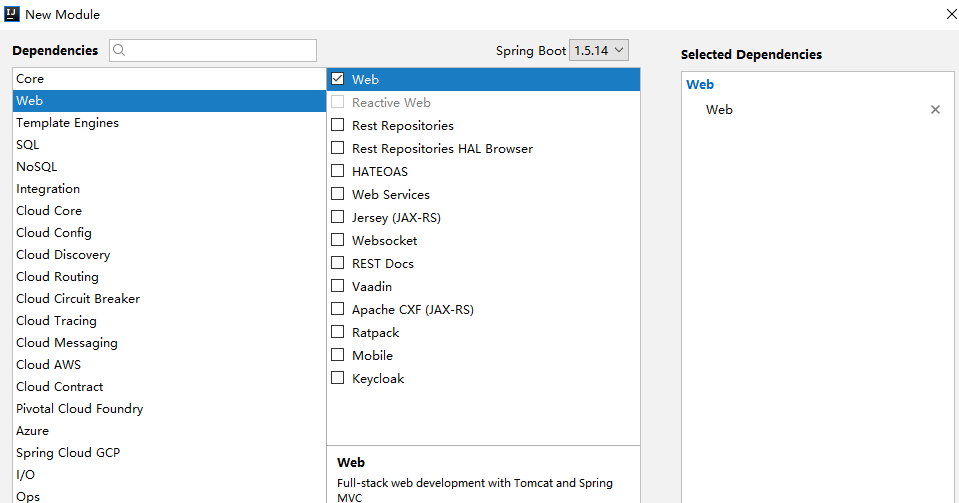 New Module
Dependencies
Spring Boot 1.5.14
Selected Dependencies
Core
Web
Template Engines
SQL
NoSQL
Integration
Cloud Core
Cloud Config
Cloud Discovery
Cloud Routing
Cloud Circuit Breaker
Cloud Tracing
Cloud Messaging
Cloud AWS
Cloud Contract
Pivotal Cloud Foundry
Azure
Spring Cloud GCP
I/O
Ops
Web
Reactive Web
Rest Repositories
Rest Repositories HAL Browser
HATEOAS
Web Services
Jersey (JAX-RS)
Websocket
REST Docs
Vaadin
Apache CXF (JAX-RS)
Ratpack
Mobile
Keycloak
Web
Full-stack web development with Tomcat and Spring
MVC
Web
Web